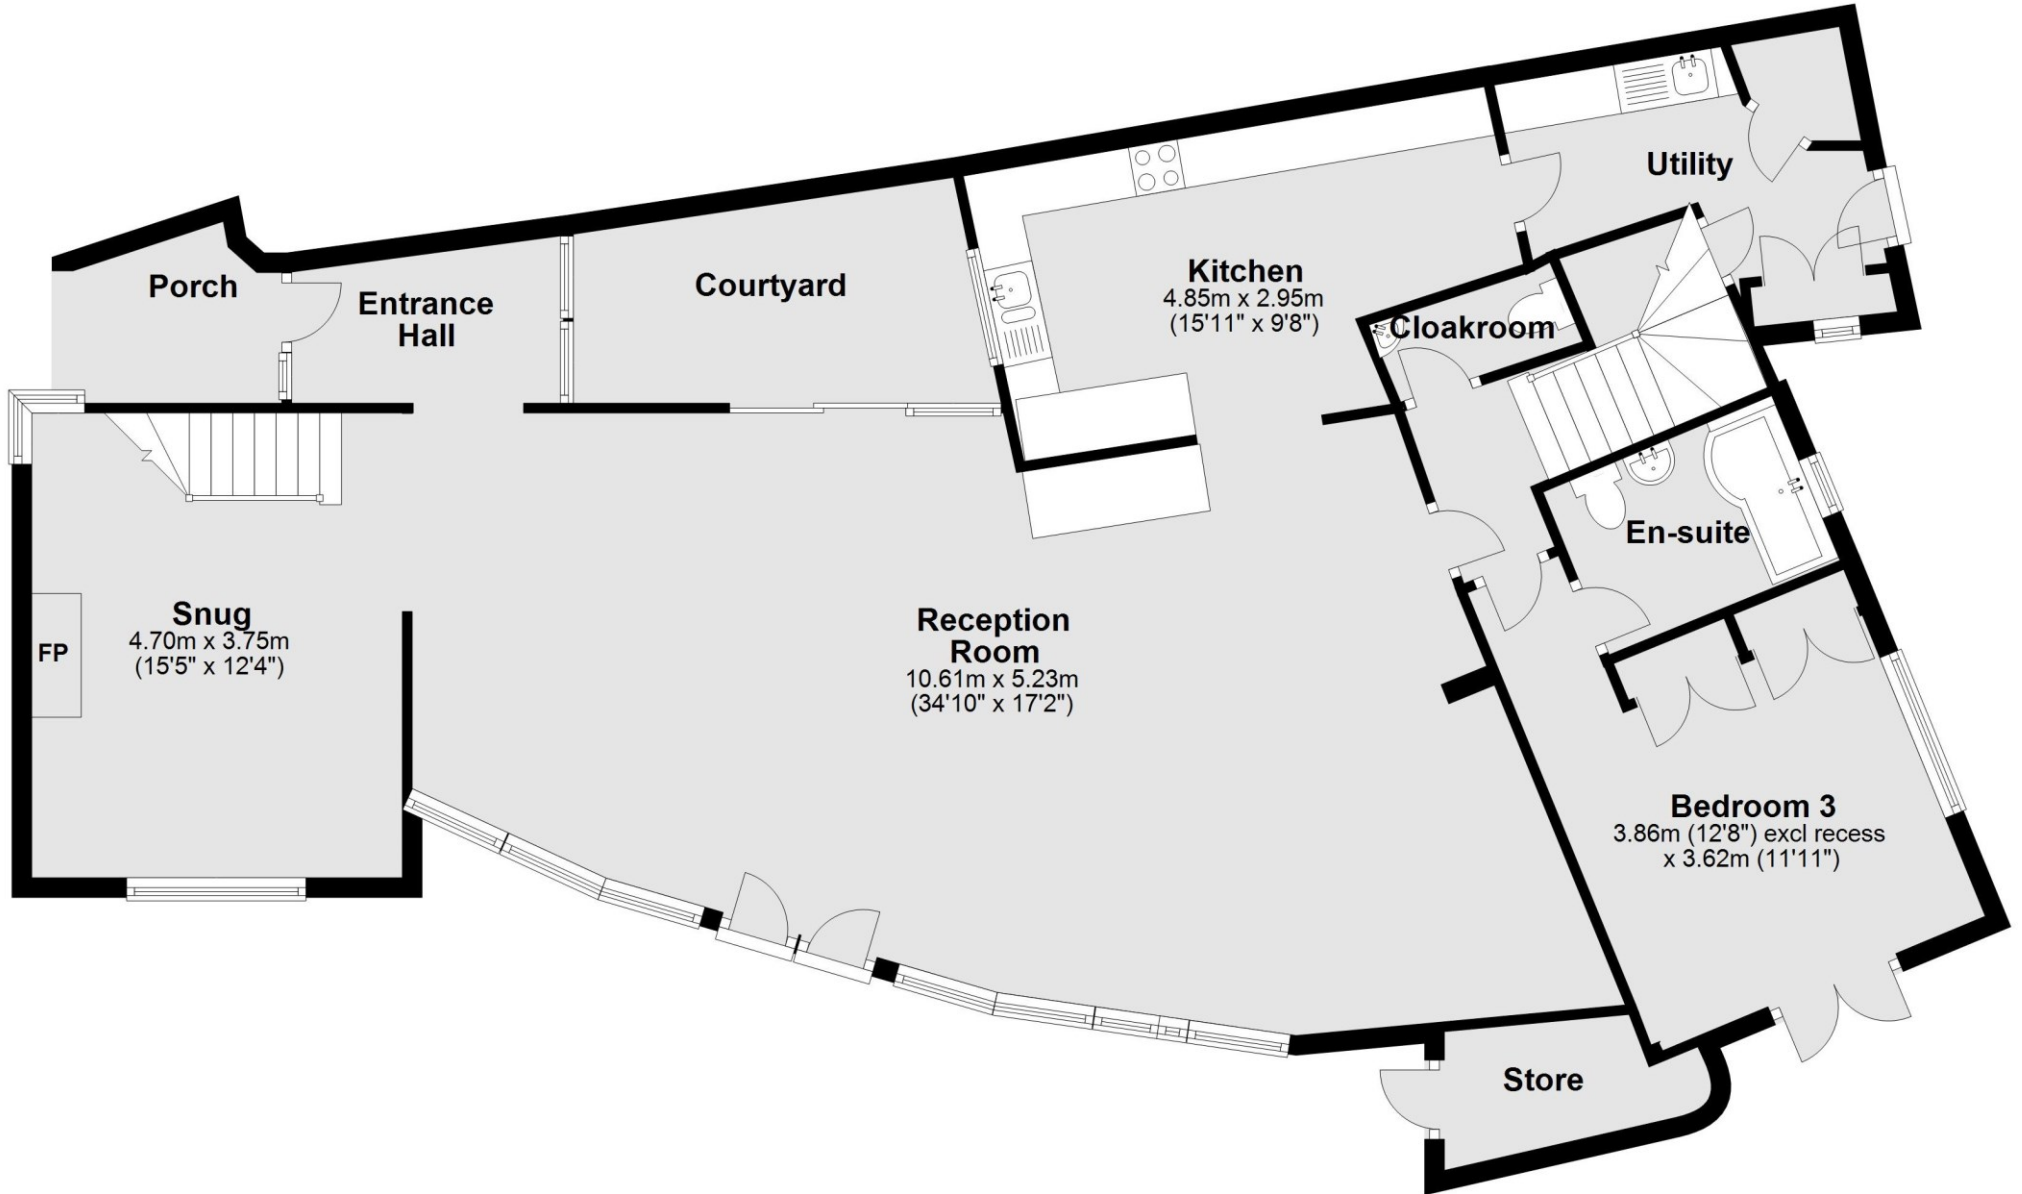 Porch
Entrance
Hall
Courtyard
Kitchen
4.85m x 2.95m
(15'11" x 9'8")
Utility
Cloakroom
En-suite
Snug
4.70m x 3.75m
(15'5" x 12'4")
FP
Reception
Room
10.61m x 5.23m
(34'10" x 17'2")
Bedroom 3
3.86m (12'8") excl recess
x 3.62m (11'11")
Store